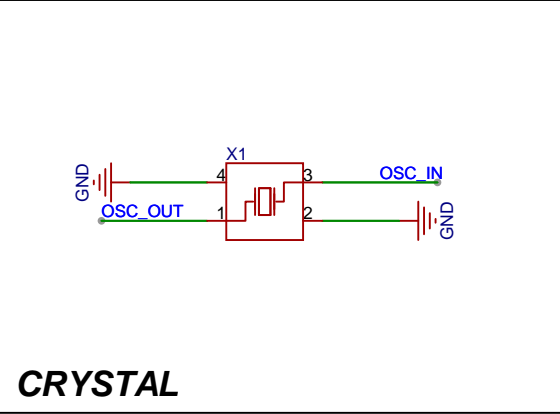 X1
GND
4
3
OSC_IN
OSC_OUT
1
2
GND
CRYSTAL